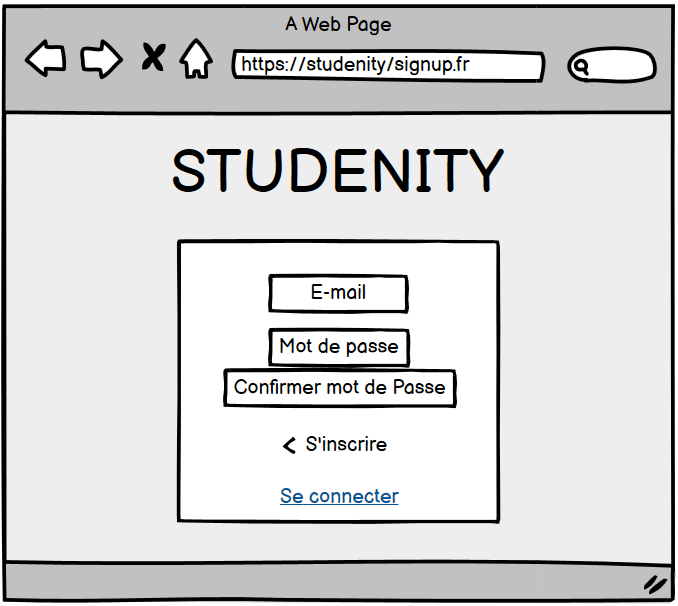 A Web Page
https://studenity/signup.fr
STUDENITY
E-mail
Mot de passe
Confirmer mot de Passe
S'inscrire
Se connecter